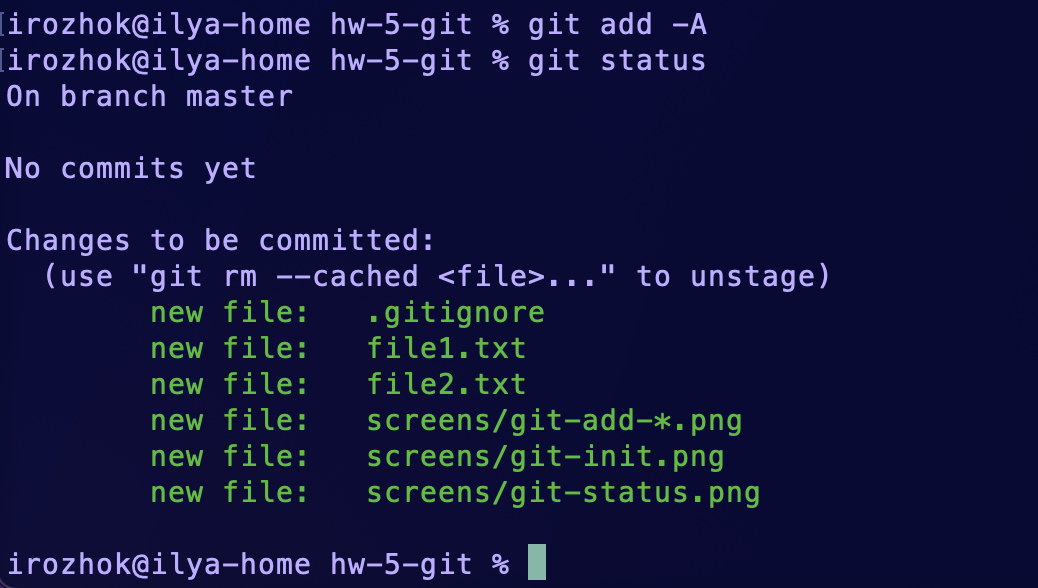 [irozhok@ilya-home hw-5-git % git add -A
[irozhok@ilya-home hw-5-git % git status
On branch master
No commits yet
Changes to be committed:
  (use "git rm --cached <file>..." to unstage)
        new file:   .gitignore
        new file:   file1.txt
        new file:   file2.txt
        new file:   screens/git-add-*.png
        new file:   screens/git-init.png
        new file:   screens/git-status.png
irozhok@ilya-home hw-5-git %